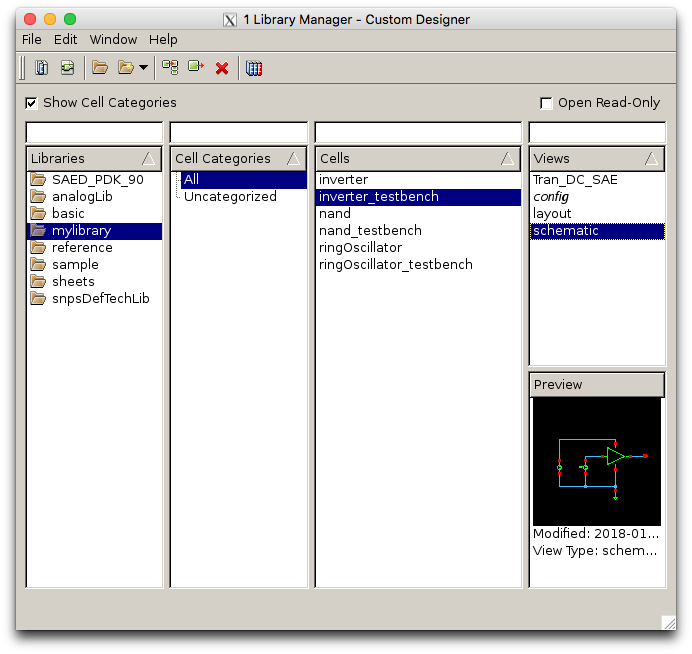 1 Library Manager - Custom Designer
File Edit Window Help
Show Cell Categories
Open Read-Only
Libraries
SAED_PDK_90
analogLib
basic
mylibrary
reference
sample
sheets
snpsDefTechLib
Cell Categories
All
Uncategorized
Cells
inverter
inverter_testbench
nand
nand_testbench
ringOscillator
ringOscillator_testbench
Views
Tran_DC_SAE
config
layout
schematic
Preview
Modified: 2018-01...
View Type: schem...